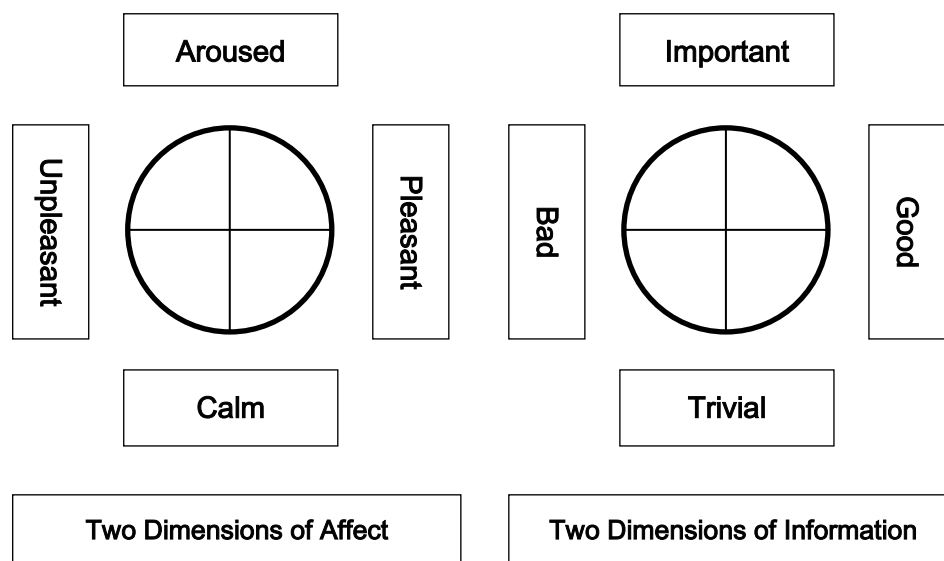 Aroused
Unpleasant
Pleasant
Calm
Two Dimensions of Affect
Important
Bad
Good
Trivial
Two Dimensions of Information